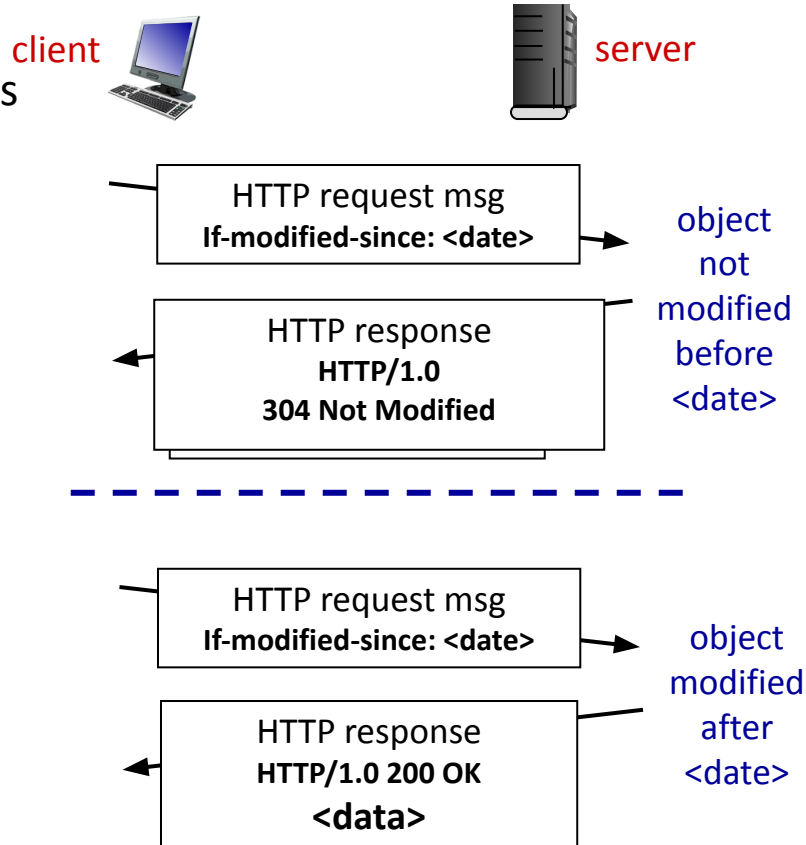 client
server
s
HTTP request msg
If-modified-since: <date>
object
not
modified
before
<date>
HTTP response
HTTP/1.0
304 Not Modified
HTTP request msg
If-modified-since: <date>
object
modified
after
<date>
HTTP response
HTTP/1.0 200 OK
<data>